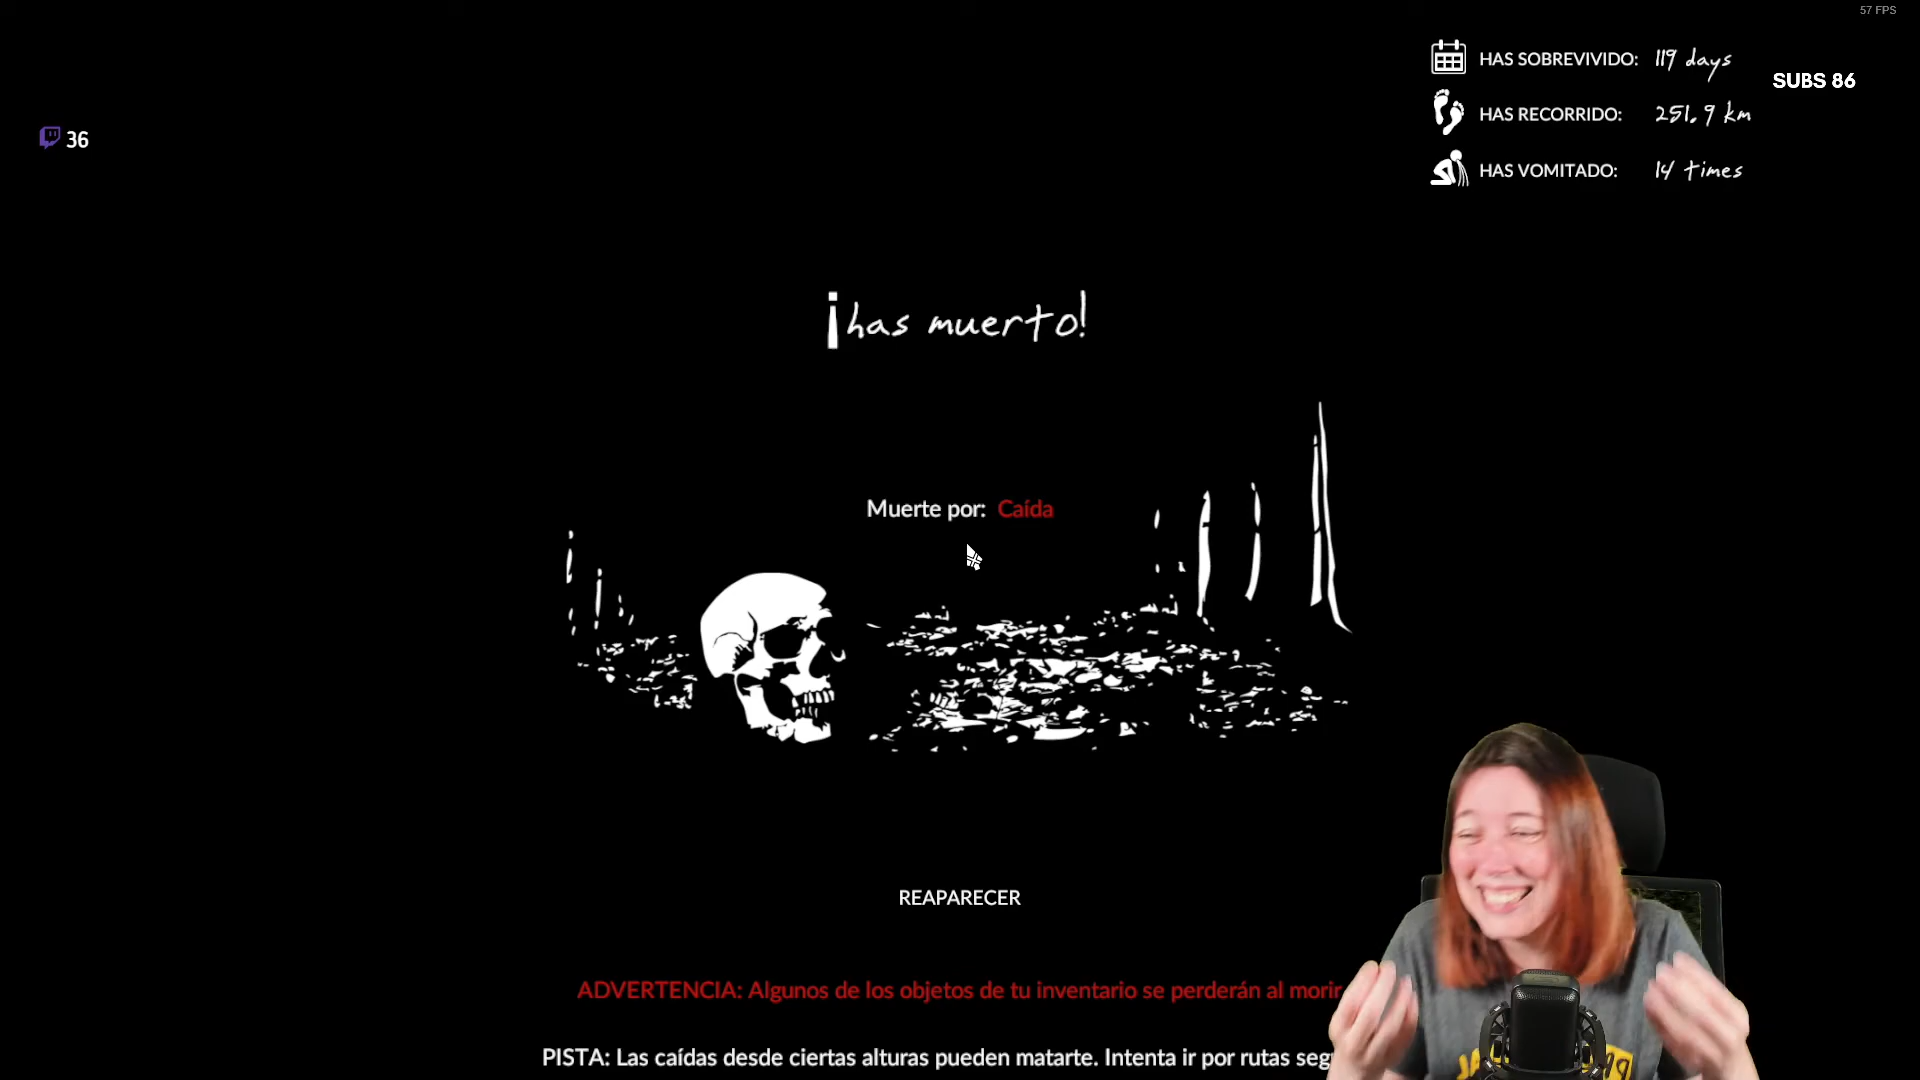 57 FPS
HAS SOBREVIVIDO: 119 days
SUBS 86
HAS RECORRIDO: 251.9 km
36
HAS VOMITADO: 14 times
¡has muerto!
Muerte por: Caída
REAPARECER
ADVERTENCIA: Algunos de los objetos de tu inventario se perderán al morir
PISTA: Las caídas desde ciertas alturas pueden matarte. Intenta ir por rutas